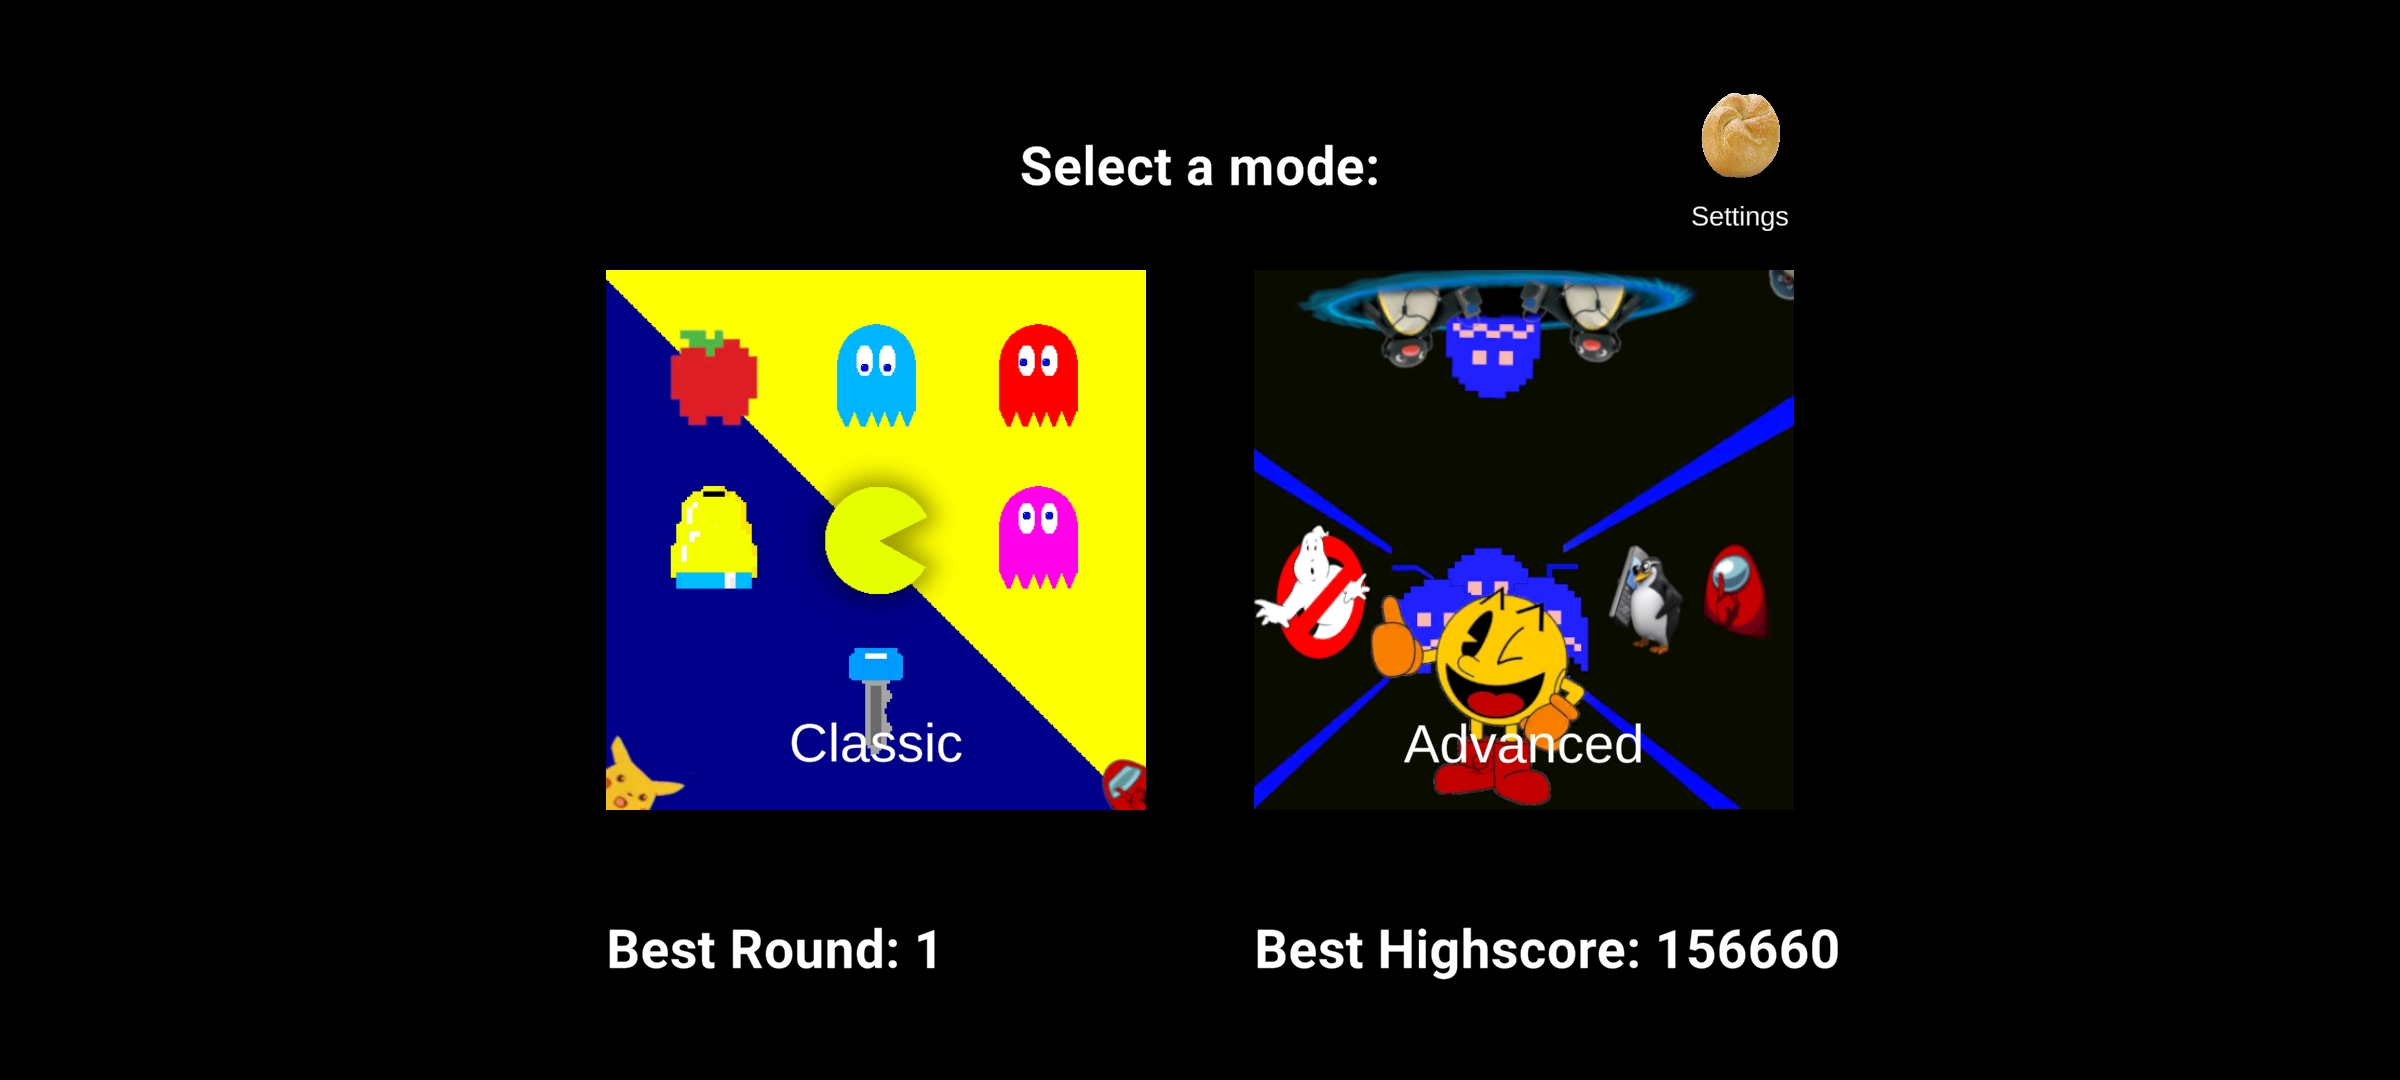 Select a mode:
Settings
Classic
Advanced
Best Round: 1
Best Highscore: 156660